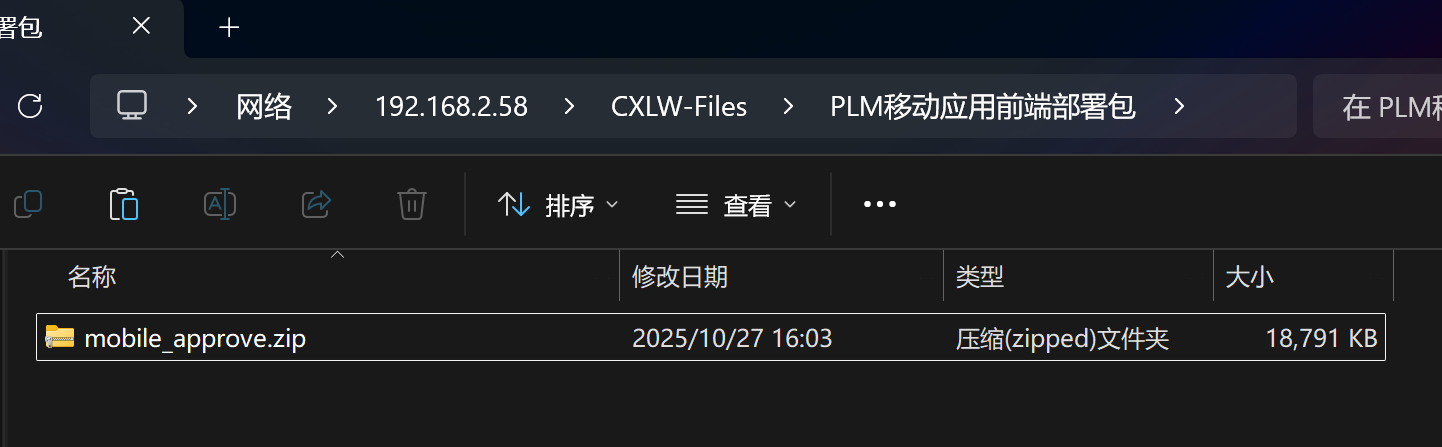 署包
网络 192.168.2.58 CXLW-Files PLM移动应用前端部署包 在 PLM
排序 查看
名称 修改日期 类型 大小
mobile_approve.zip 2025/10/27 16:03 压缩(zipped)文件夹 18,791 KB